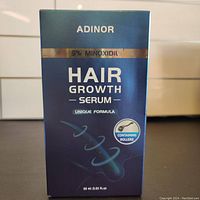 ADINOR
5% MINOXIDIL
HAIR
GROWTH
SERUM
UNIQUE FORMULA
CONTAINING
ROLLERS